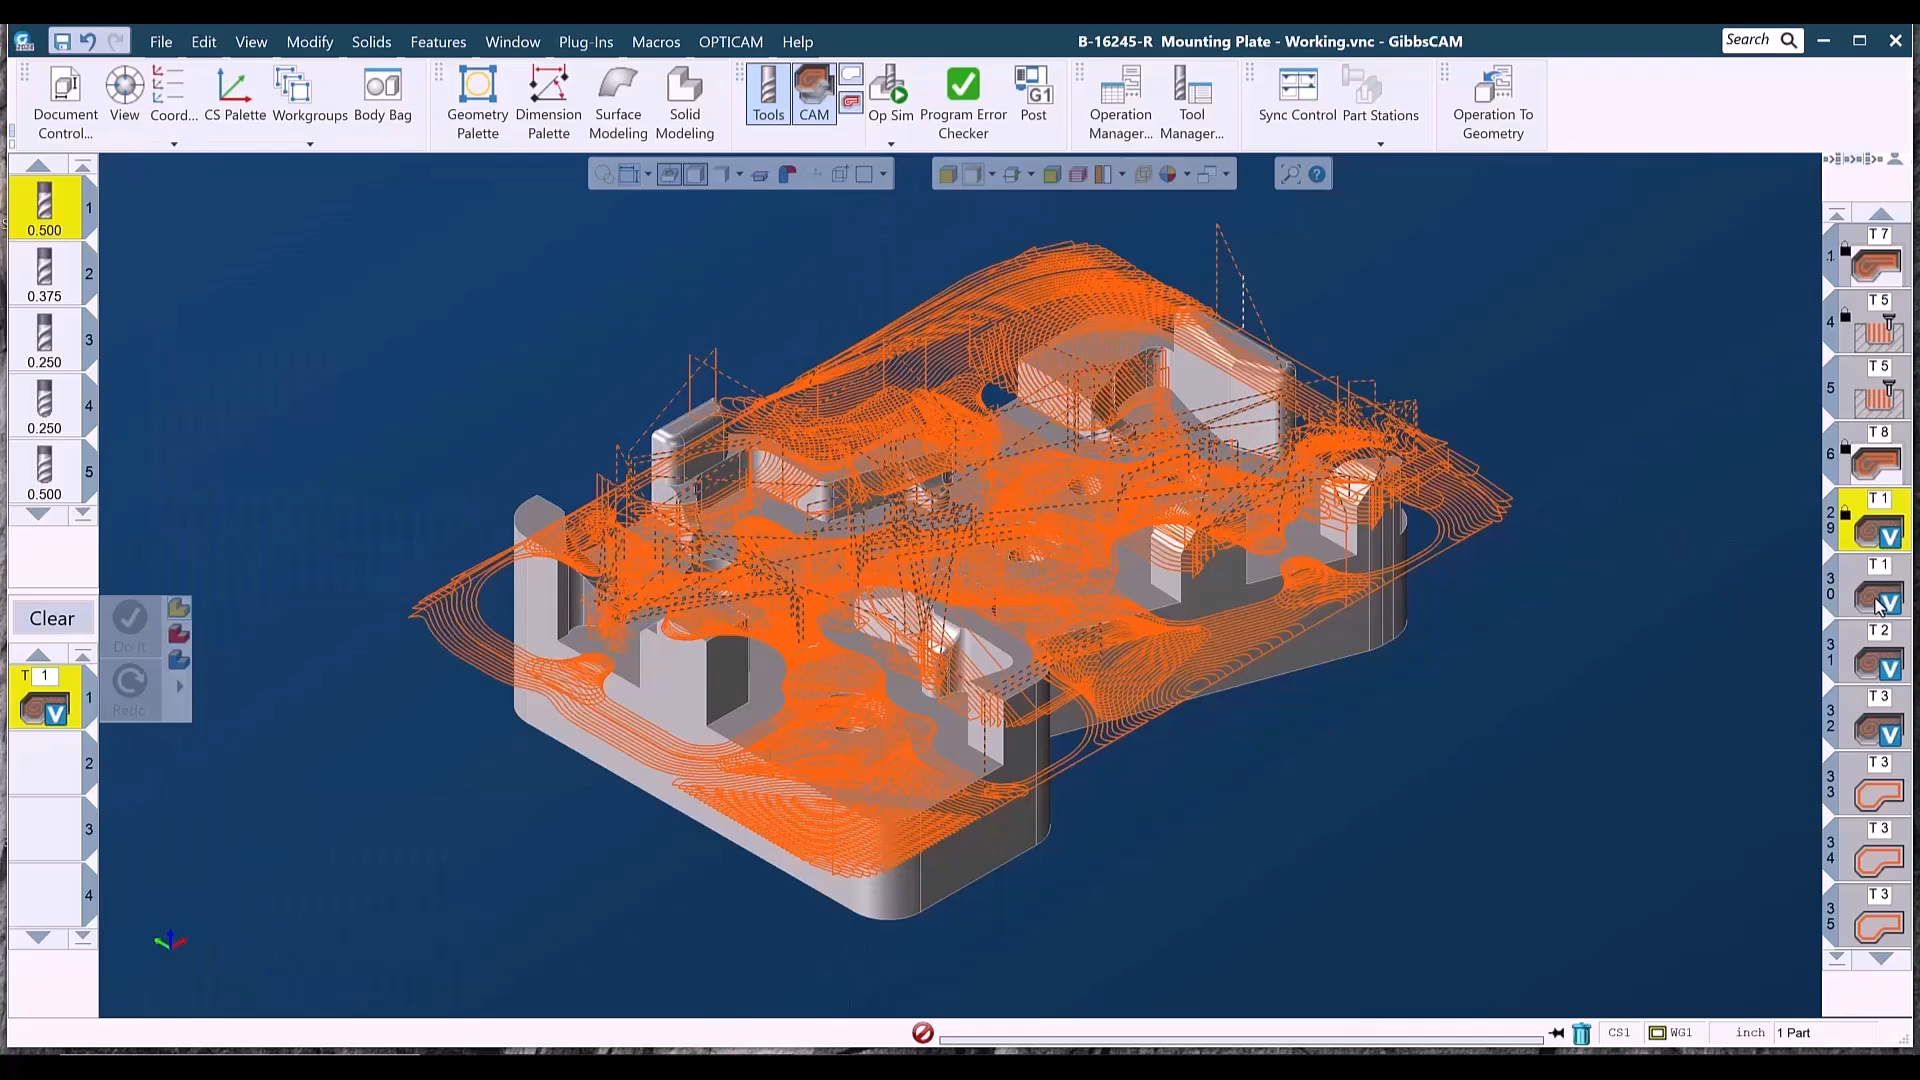 File Edit View Modify Solids Features Window Plug-Ins Macros OPTICAM Help
B-16245-R Mounting Plate - Working.vnc - GibbsCAM
Search
Document Control...
View
Coord...
CS Palette
Workgroups
Body Bag
Geometry Palette
Dimension Palette
Surface Modeling
Solid Modeling
Tools
CAM
Op Sim
Program Error Checker
G1
Post
Operation Manager...
Tool Manager...
Sync Control
Part Stations
Operation To Geometry
1
0.500
2
0.375
3
0.250
4
0.250
5
0.500
Clear
Do It
Redo
T 1
1
V
2
3
4
T 7
1
T 5
4
T 5
5
T 8
6
T 1
29
V
T 1
30
V
T 2
31
V
T 3
32
V
T 3
33
T 3
34
T 3
35
CS1
WG1
inch
1 Part